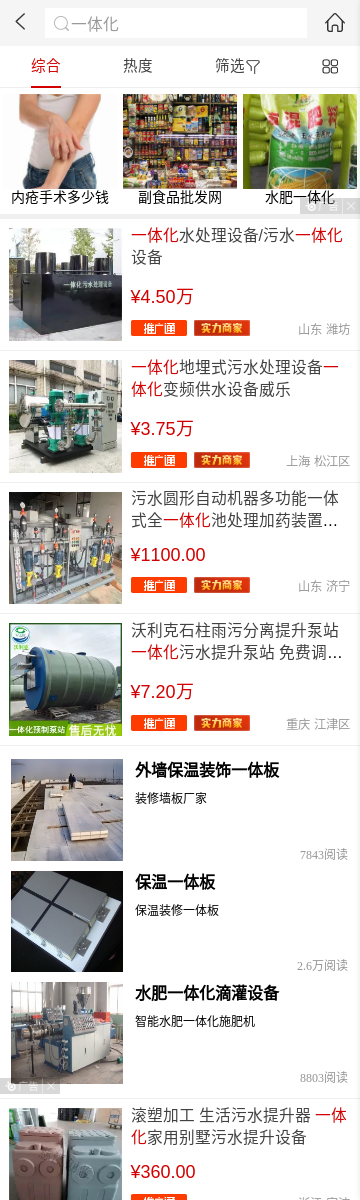 一体化
综合 热度 筛选
内疮手术多少钱 副食品批发网 水肥一体化
广告
一体化水处理设备/污水一体化
设备
¥4.50万
推广通 实力商家 山东 潍坊
一体化地埋式污水处理设备一
体化变频供水设备威乐
¥3.75万
推广通 实力商家 上海 松江区
污水圆形自动机器多功能一体
式全一体化池处理加药装置...
¥1100.00
推广通 实力商家 山东 济宁
沃利克石柱雨污分离提升泵站
一体化污水提升泵站 免费调...
¥7.20万
推广通 实力商家 重庆 江津区
一体化预制泵站 售后无忧
外墙保温装饰一体板
装修墙板厂家
7843阅读
保温一体板
保温装修一体板
2.6万阅读
水肥一体化滴灌设备
智能水肥一体化施肥机
8803阅读
广告
滚塑加工 生活污水提升器 一体
化家用别墅污水提升设备
¥360.00